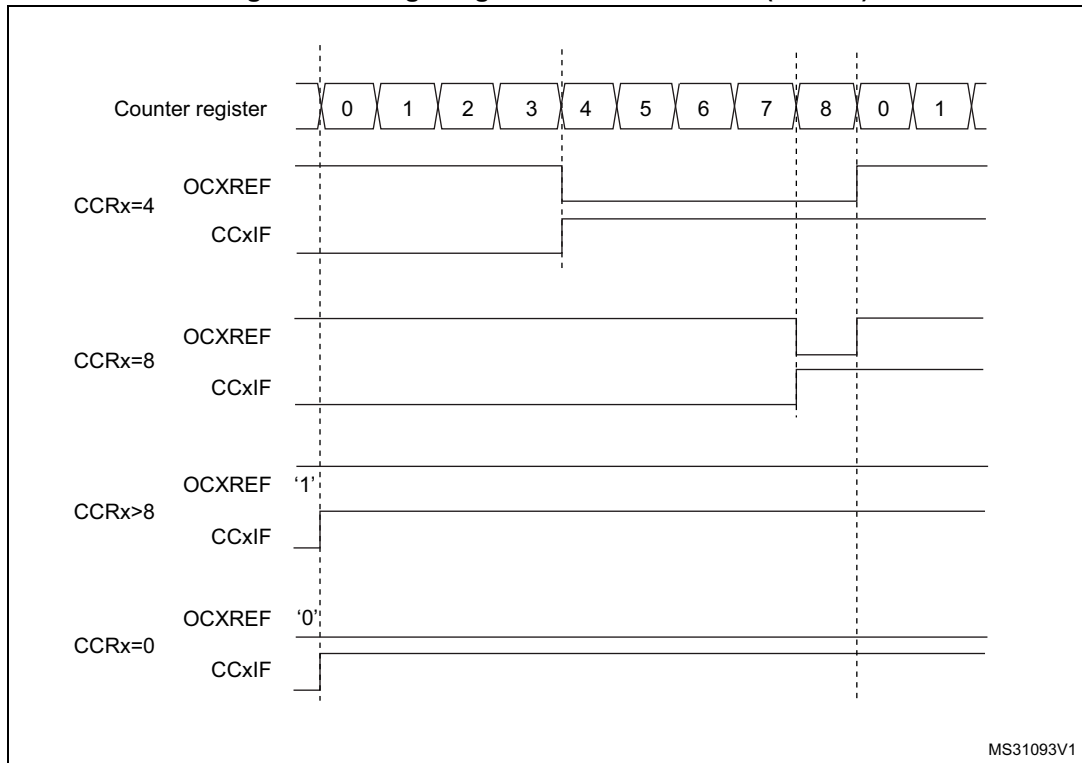 Counter register 0 1 2 3 4 5 6 7 8 0 1
CCRx=4
OCXREF
CCxIF
CCRx=8
OCXREF
CCxIF
CCRx>8
OCXREF ‘1’
CCxIF
CCRx=0
OCXREF ‘0’
CCxIF
MS31093V1